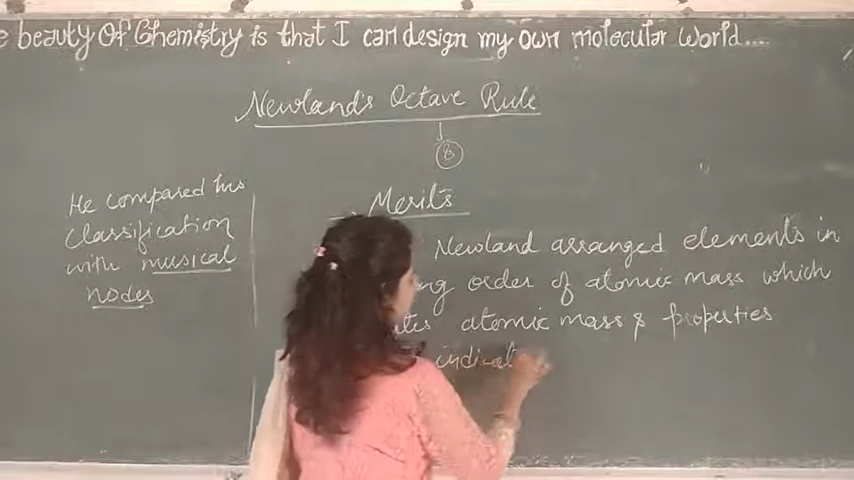 beauty Of Chemistry is that I can design my own molecular world....
Newland's Octave Rule
8
He compared his
classification
with musical
nodes
Merits
Newland arranged elements in
order of atomic mass which
atomic mass & properties